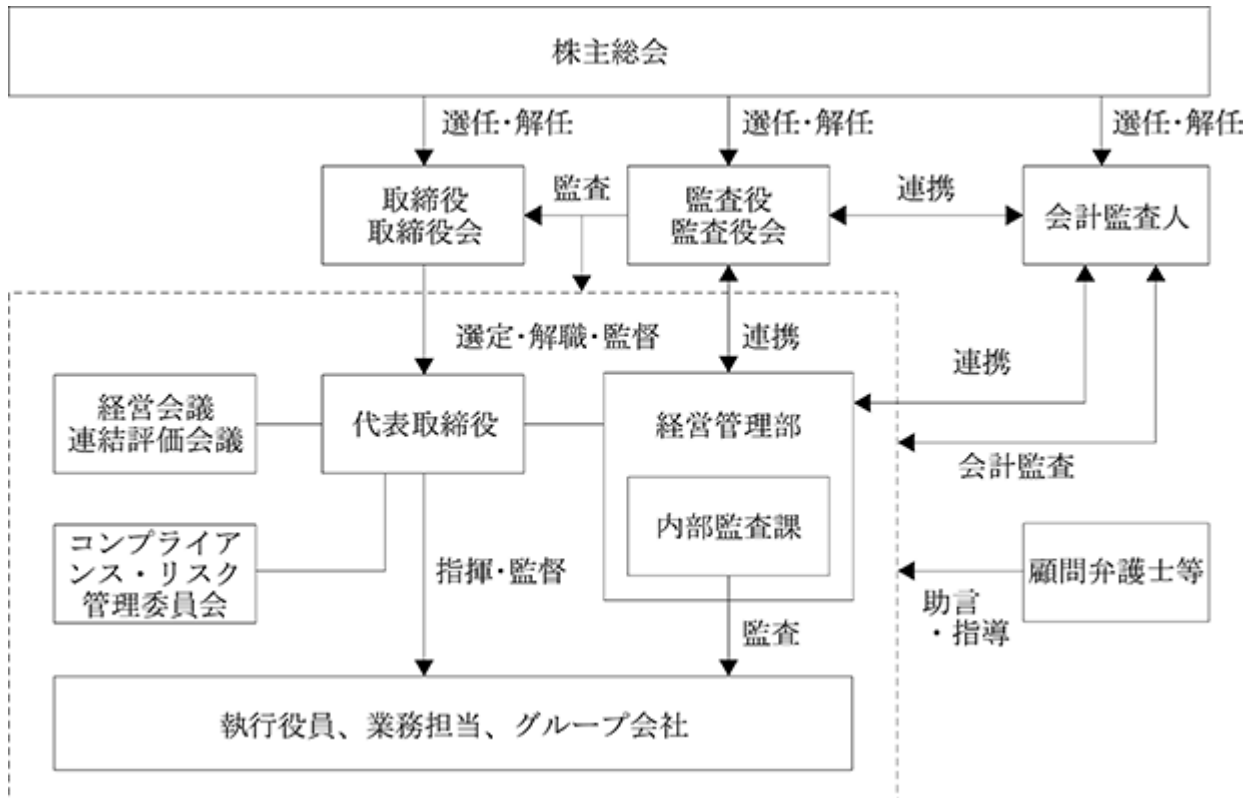 株主総会
選任・解任
選任・解任
選任・解任
取締役
取締役会
監査
監査役
監査役会
連携
会計監査人
選定・解職・監督
連携
連携
経営会議
連結評価会議
代表取締役
経営管理部
会計監査
内部監査課
コンプライア
ンス・リスク
管理委員会
指揮・監督
顧問弁護士等
助言
・指導
監査
執行役員、業務担当、グループ会社